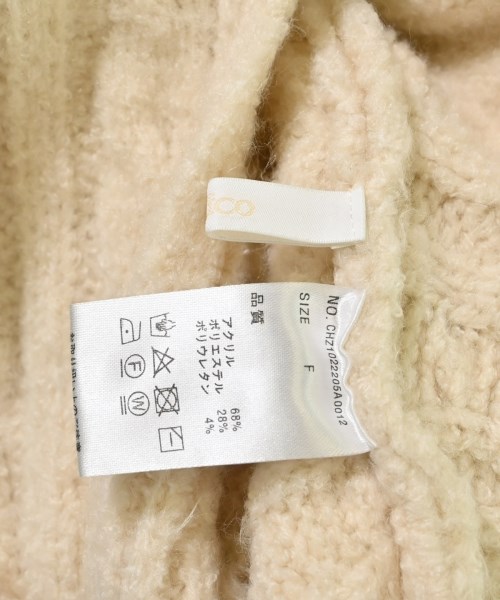 NO. CHZ1022205A0012
SIZE F
品質
アクリル 68%
ポリエステル 28%
ポリウレタン 4%
F W